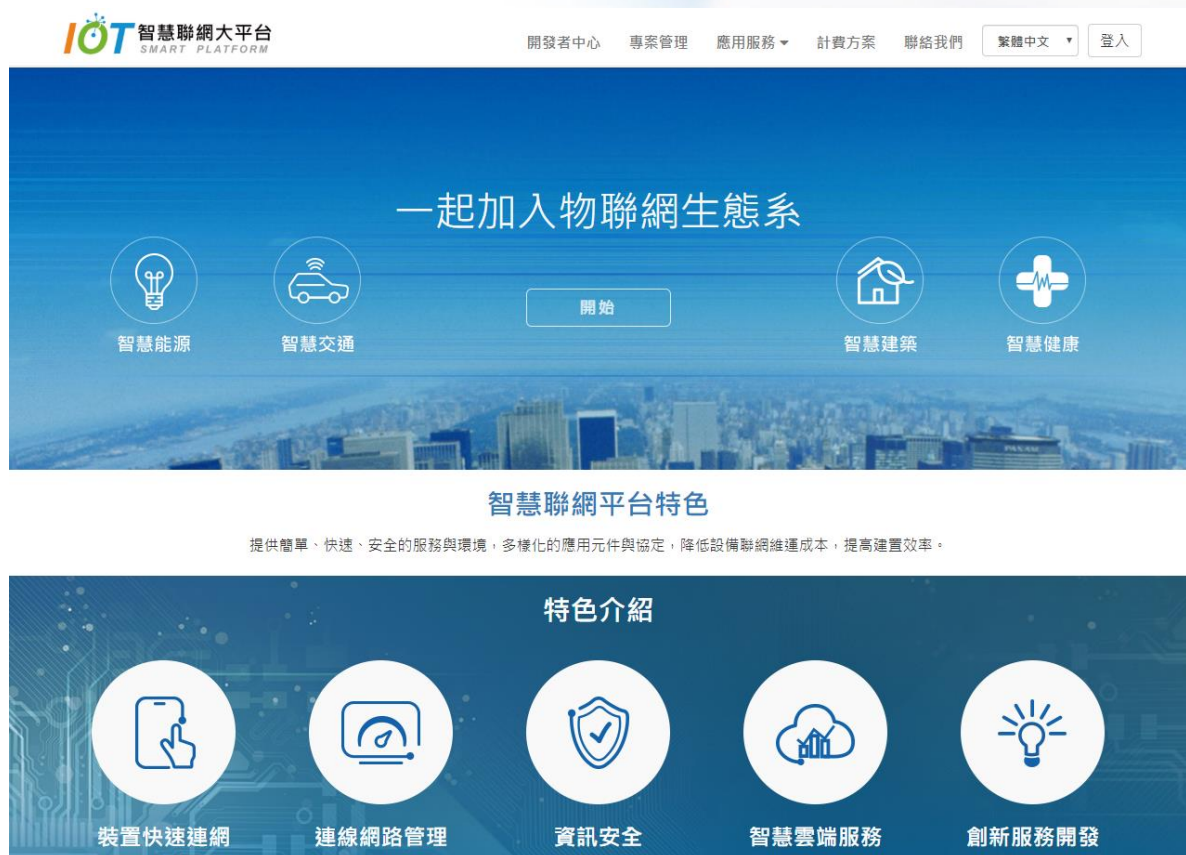 IOT 智慧聯網大平台
SMART PLATFORM
開發者中心 專案管理 應用服務 計費方案 聯絡我們 繁體中文 登入
一起加入物聯網生態系
開始
智慧能源 智慧交通 智慧建築 智慧健康
PAN AM
智慧聯網平台特色
提供簡單、快速、安全的服務與環境，多樣化的應用元件與協定，降低設備聯網維運成本，提高建置效率。
特色介紹
裝置快速連網 連線網路管理 資訊安全 智慧雲端服務 創新服務開發